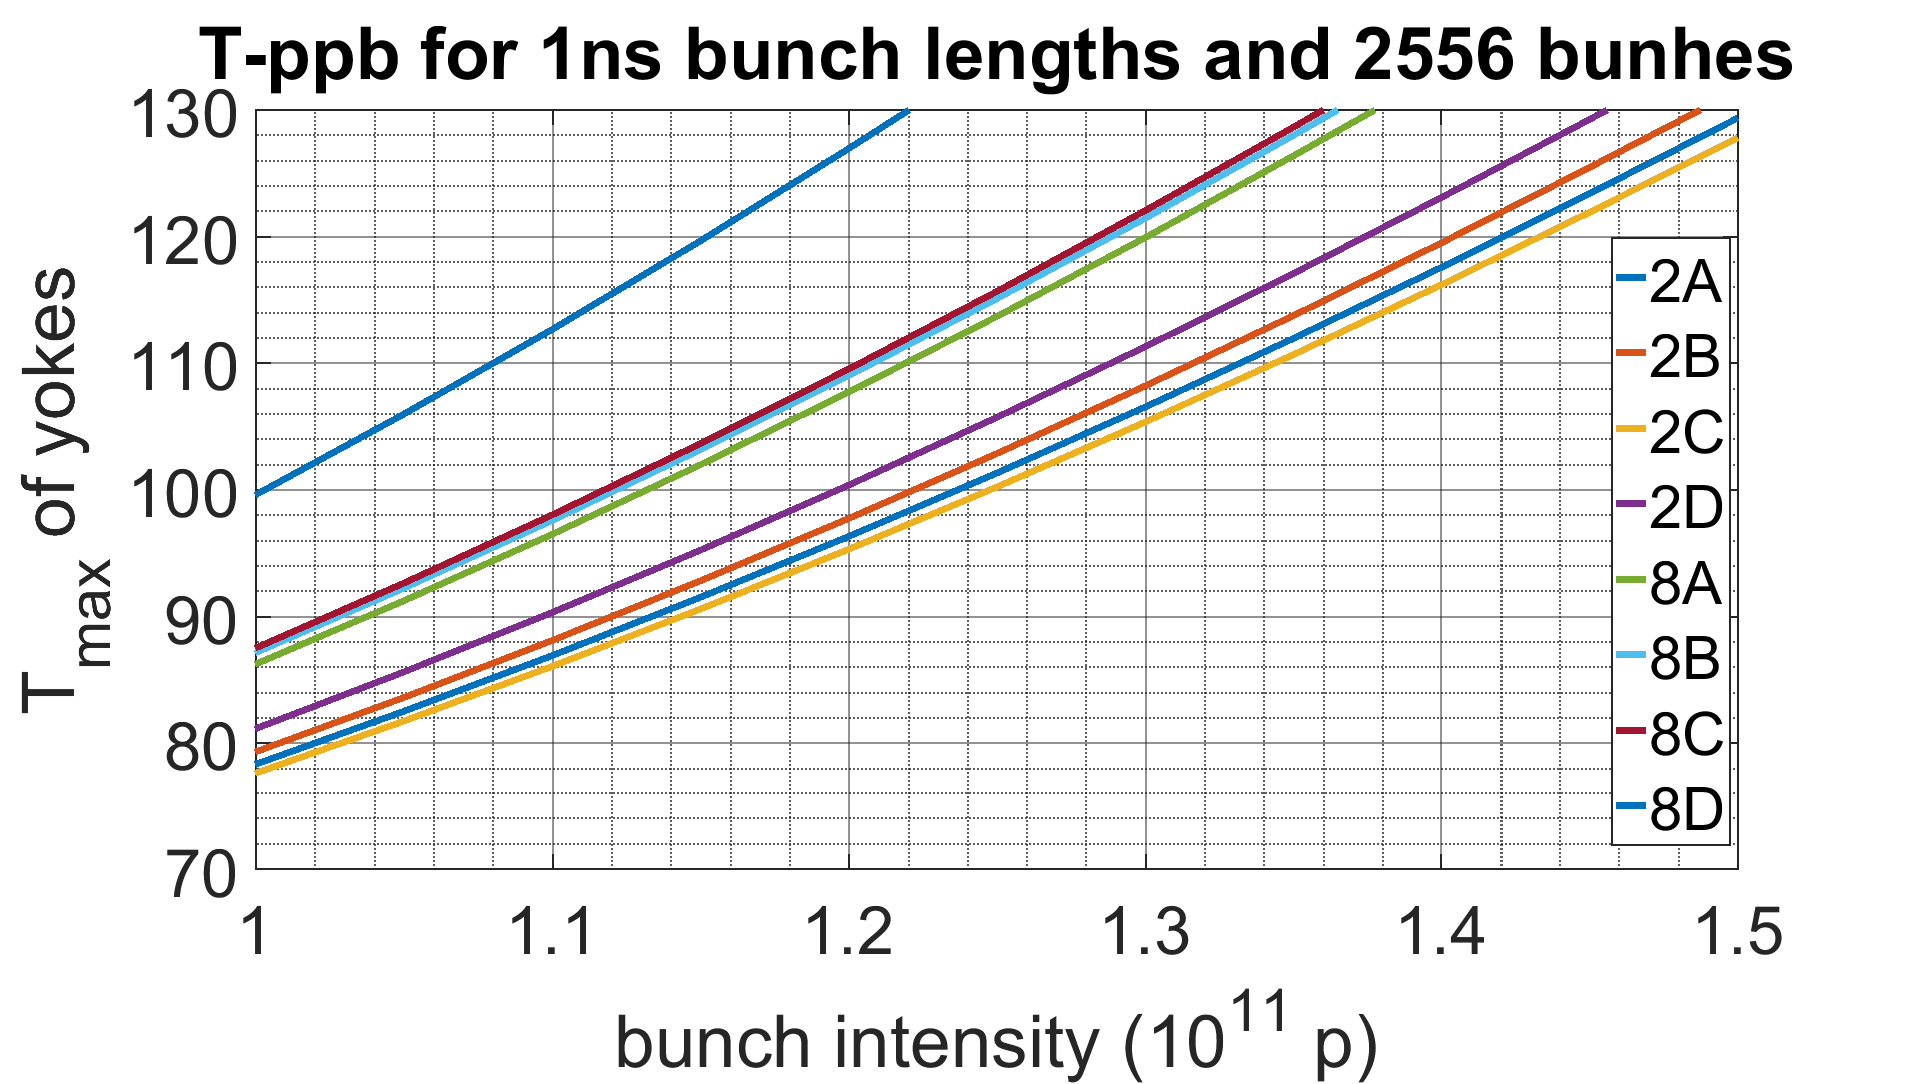 T-ppb for 1ns bunch lengths and 2556 bunhes
130
120
110
100
90
80
70
T_max of yokes
1 1.1 1.2 1.3 1.4 1.5
bunch intensity (10^11 p)
2A
2B
2C
2D
8A
8B
8C
8D